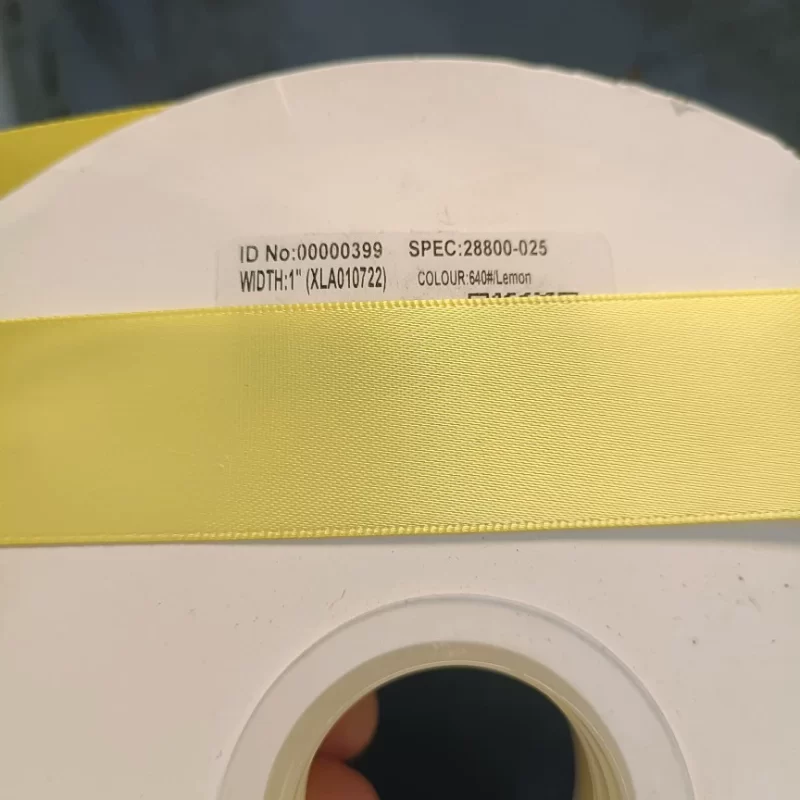 ID No:00000399 SPEC:28800-025
WIDTH:1" (XLA010722) COLOUR:640#/Lemon